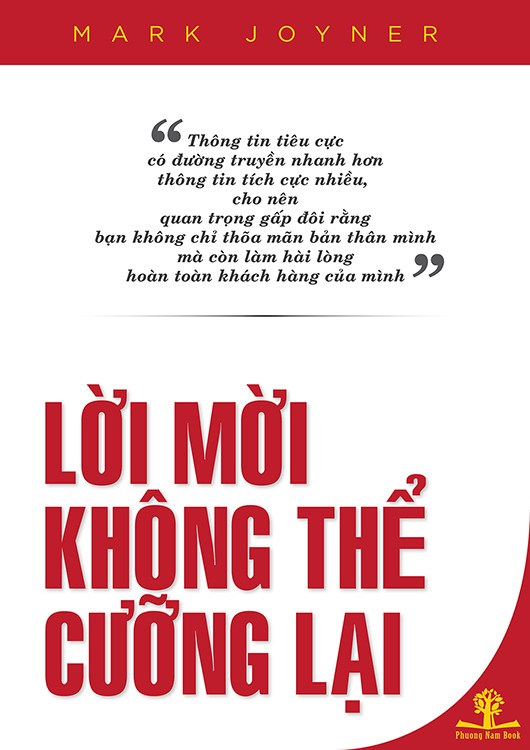 MARK JOYNER
“ Thông tin tiêu cực
có đường truyền nhanh hơn
thông tin tích cực nhiều,
cho nên
quan trọng gấp đôi rằng
bạn không chỉ thõa mãn bản thân mình
mà còn làm hài lòng
hoàn toàn khách hàng của mình ”
LỜI MỜI
KHÔNG THỂ
CƯỠNG LẠI
Phuong Nam Book